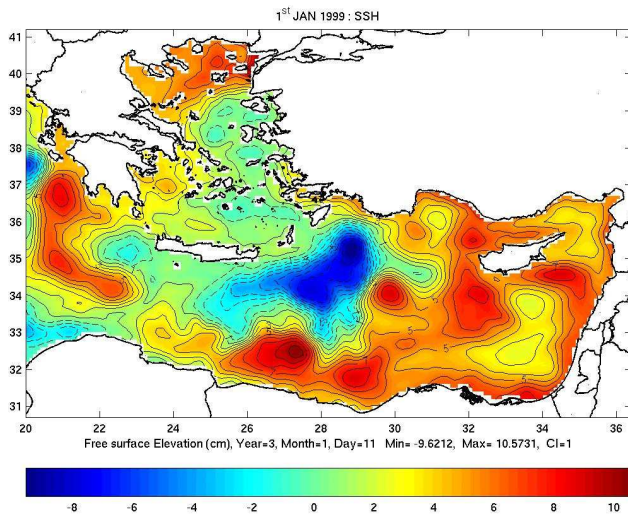 1st JAN 1999 : SSH
41
40
39
38
37
36
35
34
33
32
31
20 22 24 26 28 30 32 34 36
Free surface Elevation (cm), Year=3, Month=1, Day=11 Min= -9.6212, Max= 10.5731, CI=1
-8 -6 -4 -2 0 2 4 6 8 10